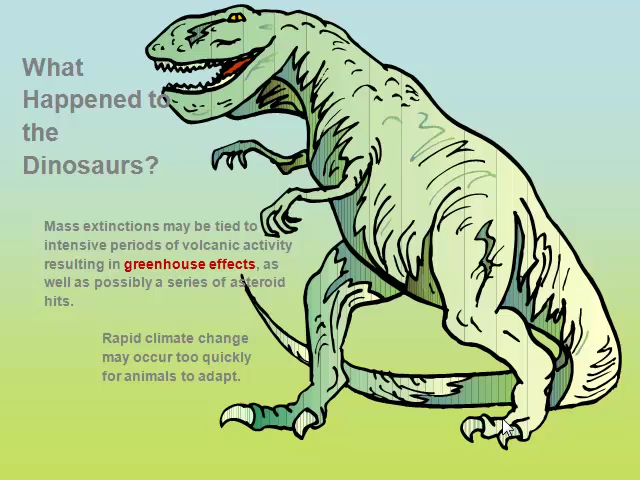 What
Happened to
the
Dinosaurs?
Mass extinctions may be tied to
intensive periods of volcanic activity
resulting in greenhouse effects, as
well as possibly a series of asteroid
hits.
Rapid climate change
may occur too quickly
for animals to adapt.